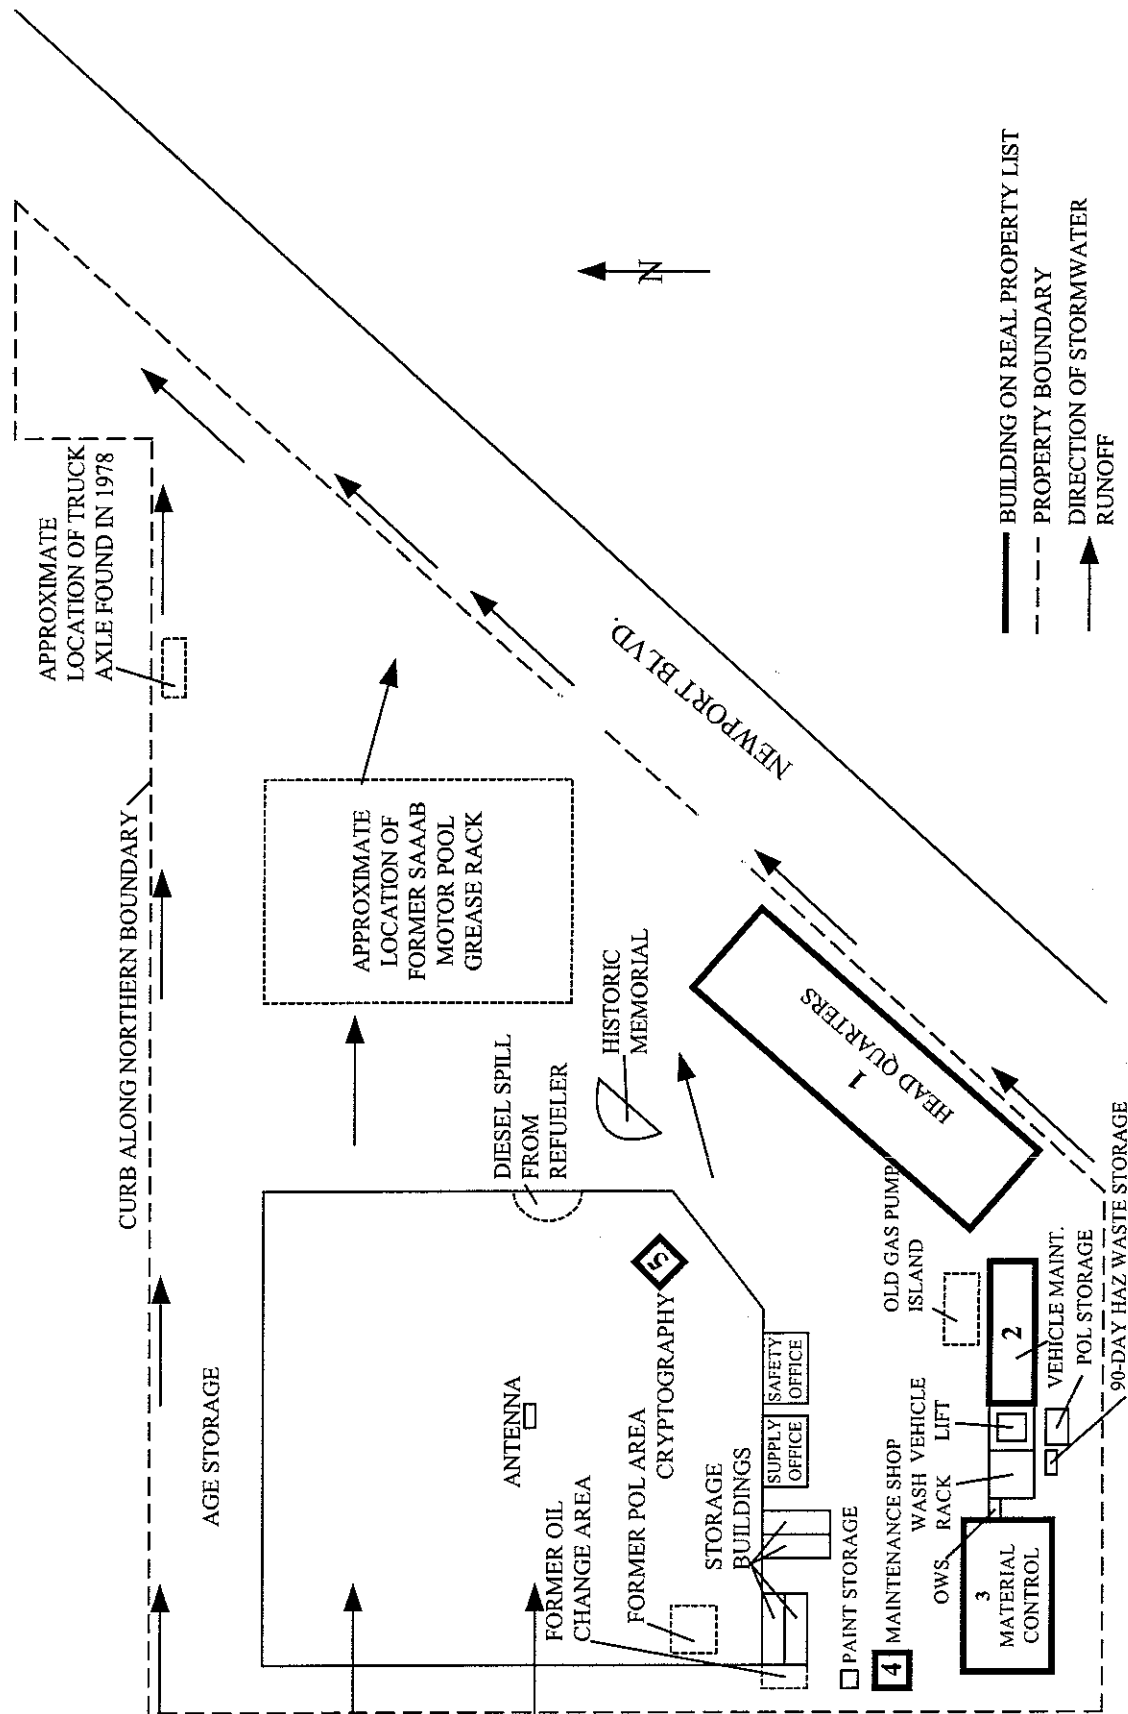 APPROXIMATE
LOCATION OF TRUCK
AXLE FOUND IN 1978
CURB ALONG NORTHERN BOUNDARY
AGE STORAGE
APPROXIMATE
LOCATION OF
FORMER SAAAB
MOTOR POOL
GREASE RACK
DIESEL SPILL
FROM
REFUELER
HISTORIC
MEMORIAL
ANTENNA
5
CRYPTOGRAPHY
FORMER POL AREA
FORMER OIL
CHANGE AREA
STORAGE
BUILDINGS
SUPPLY
OFFICE
SAFETY
OFFICE
PAINT STORAGE
4
MAINTENANCE SHOP
OLD GAS PUMP
ISLAND
1
HEAD QUARTERS
NEWPORT BLVD.
N
WASH
RACK
VEHICLE
LIFT
OWS.
2
3
MATERIAL
CONTROL
VEHICLE MAINT.
POL STORAGE
90-DAY HAZ WASTE STORAGE
BUILDING ON REAL PROPERTY LIST
PROPERTY BOUNDARY
DIRECTION OF STORMWATER
RUNOFF